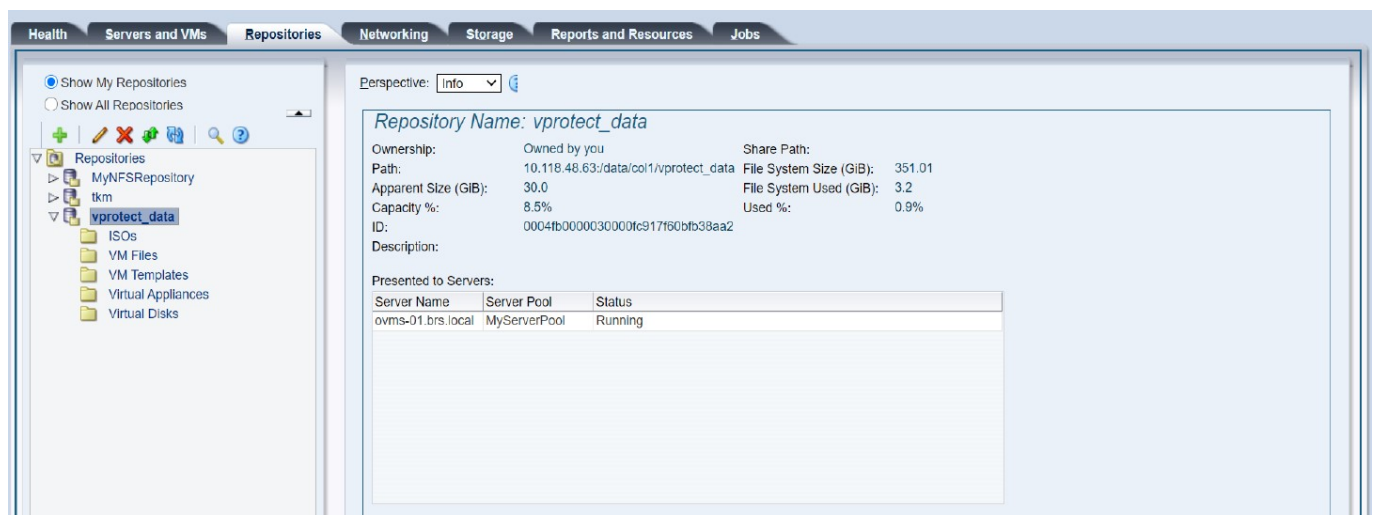 Health Servers and VMs Repositories Networking Storage Reports and Resources Jobs
Show My Repositories
Show All Repositories
Repositories
MyNFSRepository
tkm
vprotect_data
ISOs
VM Files
VM Templates
Virtual Appliances
Virtual Disks
Perspective: Info
Repository Name: vprotect_data
Ownership: Owned by you Share Path:
Path: 10.118.48.63:/data/col1/vprotect_data File System Size (GiB): 351.01
Apparent Size (GiB): 30.0 File System Used (GiB): 3.2
Capacity %: 8.5% Used %: 0.9%
ID: 0004fb0000030000fc917f60bfb38aa2
Description:
Presented to Servers:
Server Name Server Pool Status
ovms-01.brs.local MyServerPool Running